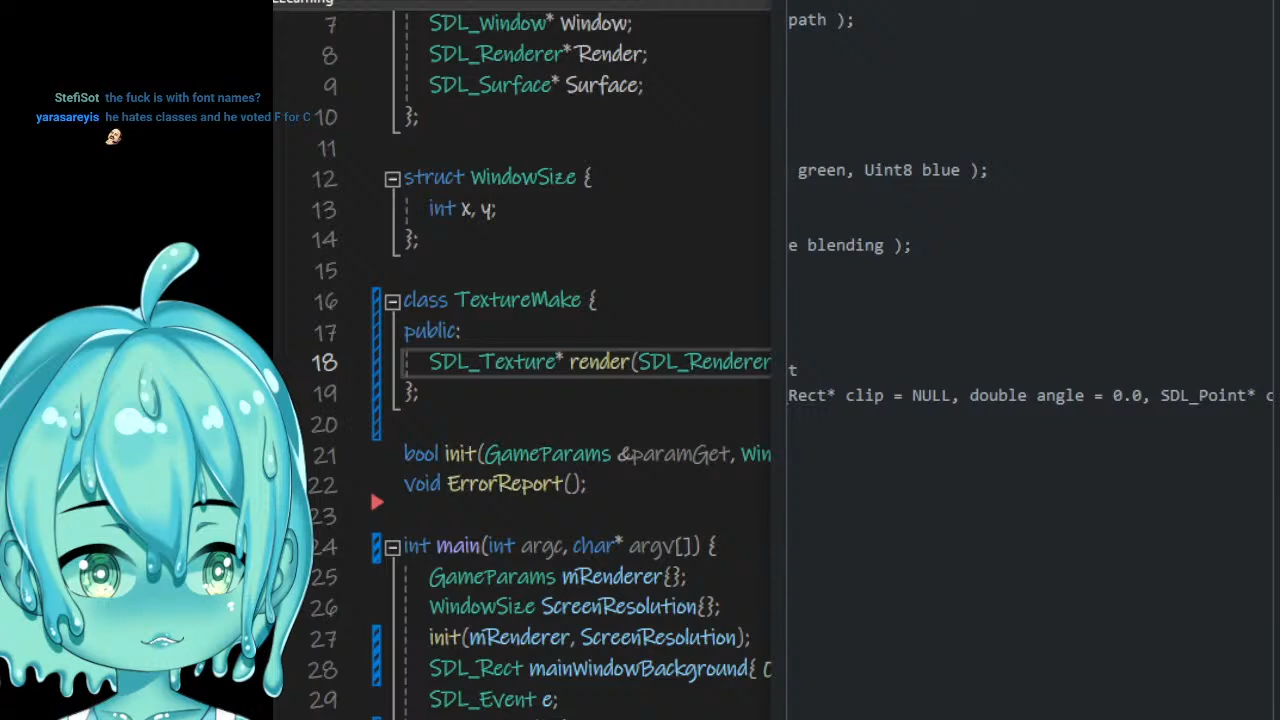 StefiSot the fuck is with font names?
yarasareyis he hates classes and he voted F for C
7 SDL_Window* Window;
8 SDL_Renderer* Render;
9 SDL_Surface* Surface;
10 };
11
12 struct WindowSize {
13 int x, y;
14 };
15
16 class TextureMake {
17 public:
18 SDL_Texture* render(SDL_Renderer
19 };
20
21 bool init(GameParams &paramGet, Win
22 void ErrorReport();
23
24 int main(int argc, char* argv[]) {
25 GameParams mRenderer{};
26 WindowSize ScreenResolution{};
27 init(mRenderer, ScreenResolution);
28 SDL_Rect mainWindowBackground{
29 SDL_Event e;
path );
green, Uint8 blue );
e blending );
t
Rect* clip = NULL, double angle = 0.0, SDL_Point* c